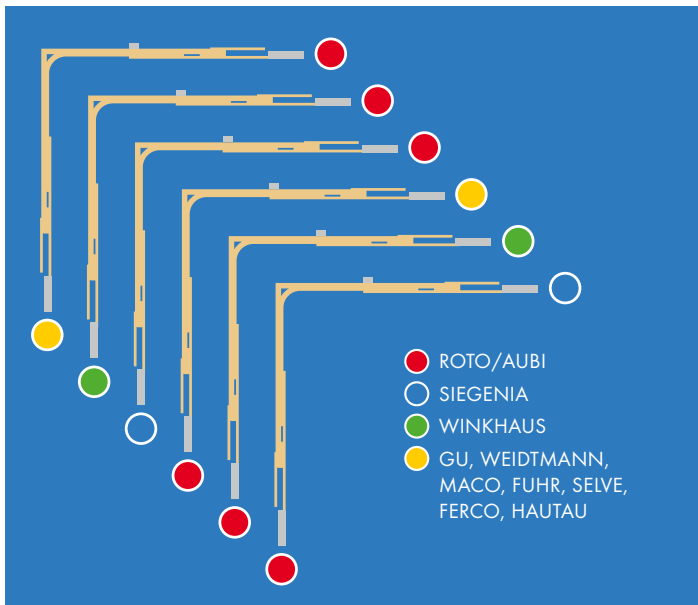 ROTO/AUBI
SIEGENIA
WINKHAUS
GU, WEIDTMANN,
MACO, FUHR, SELVE,
FERCO, HAUTAU